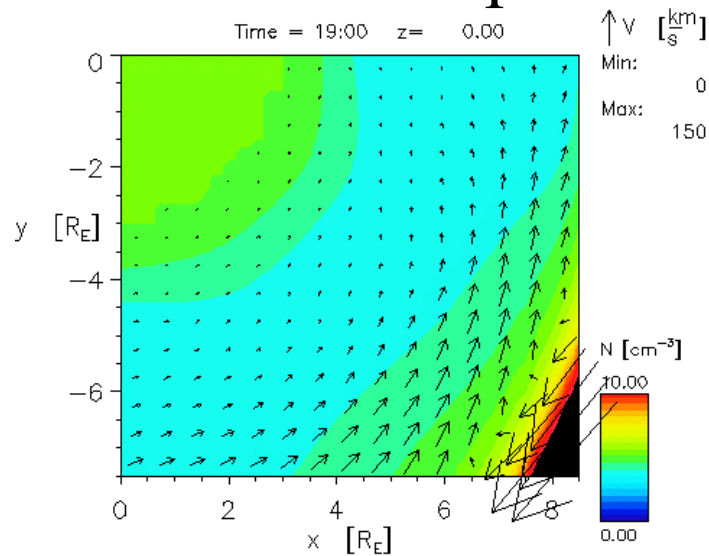 Time = 19:00 z= 0.00
V [km/s]
Min:
0
Max:
150
0
−2
−4
−6
y [R_E]
0 2 4 6 8
x [R_E]
N [cm⁻³]
10.00
0.00